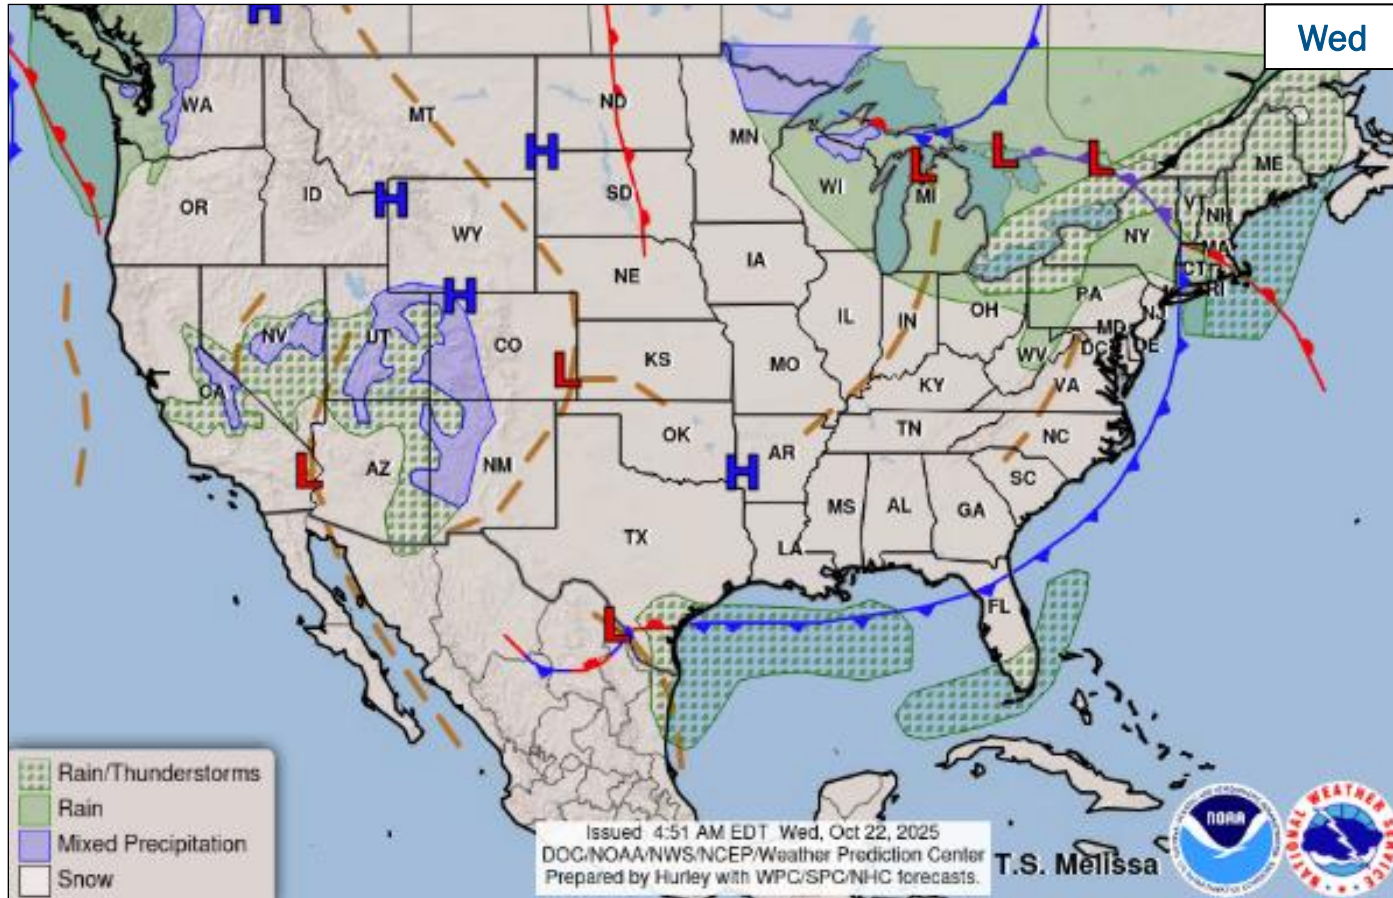 Wed
H
WA
MT
ND
MN
ME
OR
ID
H
H
SD
WI
L
MI
L
L
VT
NH
NY
MA
WY
CT
RI
NE
IA
PA
NJ
H
NV
UT
CO
L
KS
IL
IN
OH
MD
DE
DC
WV
VA
CA
MO
KY
OK
TN
NC
L
AZ
NM
H
AR
SC
TX
MS
AL
GA
LA
L
FL
Rain/Thunderstorms
Rain
Mixed Precipitation
Snow
Issued 4:51 AM EDT Wed, Oct 22, 2025
DOC/NOAA/NWS/NCEP/Weather Prediction Center
Prepared by Hurley with WPC/SPC/NHC forecasts.
T.S. Melissa
NOAA
NATIONAL WEATHER SERVICE